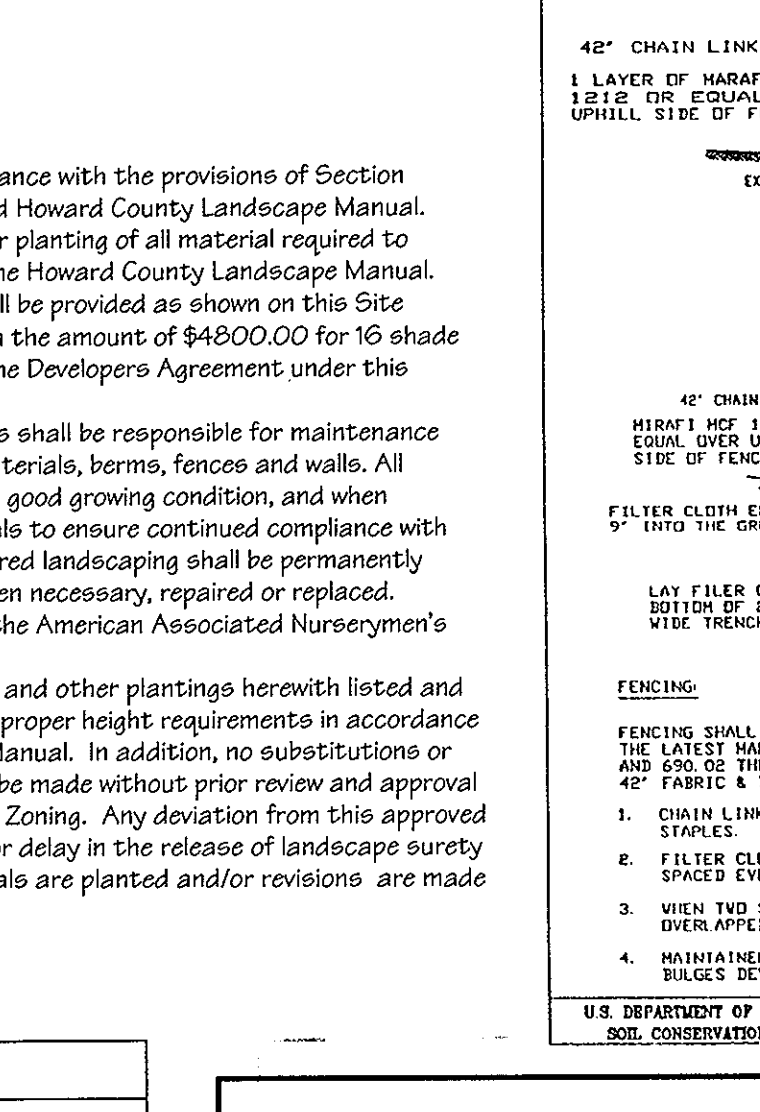 ance with the provisions of Section
d Howard County Landscape Manual.
r planting of all material required to
he Howard County Landscape Manual.
ll be provided as shown on this Site
n the amount of $4800.00 for 16 shade
he Developers Agreement under this
s shall be responsible for maintenance
terials, berms, fences and walls. All
good growing condition, and when
ls to ensure continued compliance with
red landscaping shall be permanently
en necessary, repaired or replaced.
the American Associated Nurserymen's
and other plantings herewith listed and
proper height requirements in accordance
Manual. In addition, no substitutions or
be made without prior review and approval
Zoning. Any deviation from this approved
or delay in the release of landscape surety
als are planted and/or revisions are made
42" CHAIN LINK
1 LAYER OF MARAF
1212 OR EQUAL
UPHILL SIDE OF F
EX
42" CHAIN
MIRAFI MCF 1
EQUAL OVER U
SIDE OF FENC
FILTER CLOTH E
9" INTO THE GR
LAY FILER
BOTTOM OF
WIDE TRENCH
FENCING:
FENCING SHALL
THE LATEST MA
AND 690.02 TH
42" FABRIC &
1. CHAIN LINK
STAPLES.
2. FILTER CL
SPACED EV
3. WHEN TWO S
OVERLAPPE
4. MAINTAINE
BULGES DE
U.S. DEPARTMENT OF
SOIL CONSERVATIO